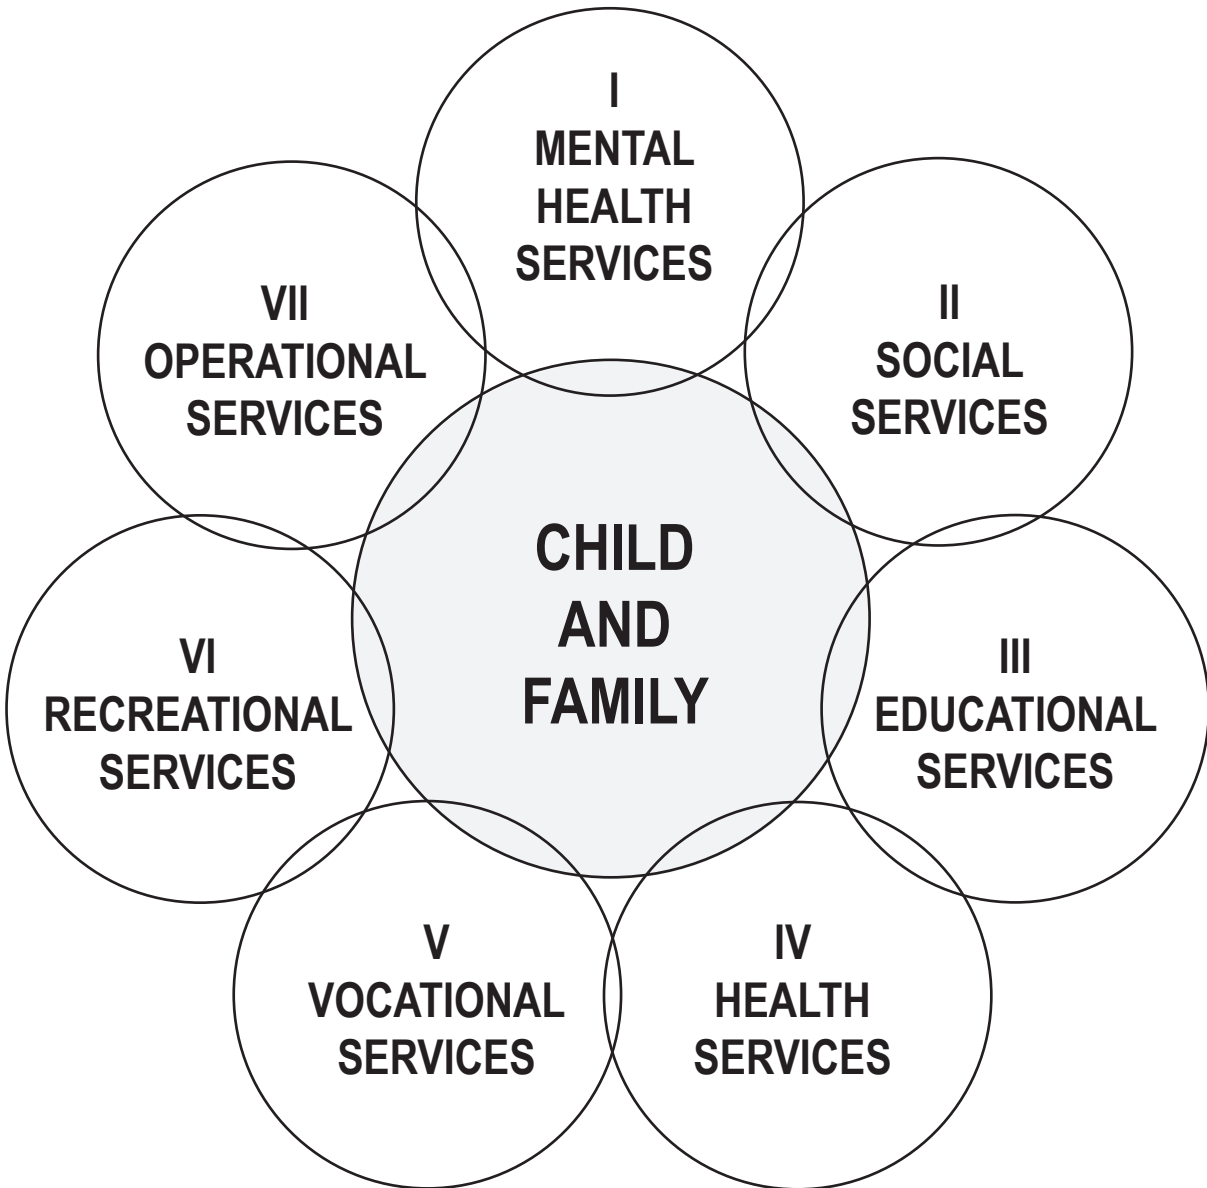 I
MENTAL
HEALTH
SERVICES
II
SOCIAL
SERVICES
III
EDUCATIONAL
SERVICES
IV
HEALTH
SERVICES
V
VOCATIONAL
SERVICES
VI
RECREATIONAL
SERVICES
VII
OPERATIONAL
SERVICES
CHILD
AND
FAMILY